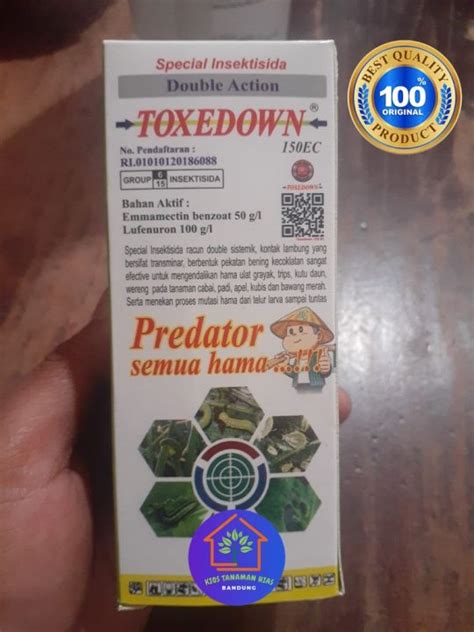 BEST QUALITY
100%
ORIGINAL
PRODUCT
Special Insektisida
Double Action
TOXEDOWN®
150EC
No. Pendaftaran :
RI.01010120186088
GROUP 6 15 INSEKTISIDA
TOXEDOWN
Bahan Aktif :
Emmamectin benzoat 50 g/l
Lufenuron 100 g/l
Special Insektisida racun double sistemik, kontak lambung yang
bersifat transminar, berbentuk pekatan bening kecoklatan sangat
efective untuk mengendalikan hama ulat grayak, trips, kutu daun,
wereng pada tanaman cabai, padi, apel, kubis dan bawang merah.
Serta menekan proses mutasi hama dari telur larva sampai tuntas
Predator
semua hama......!!!
KIOS TANAMAN HIAS
BANDUNG